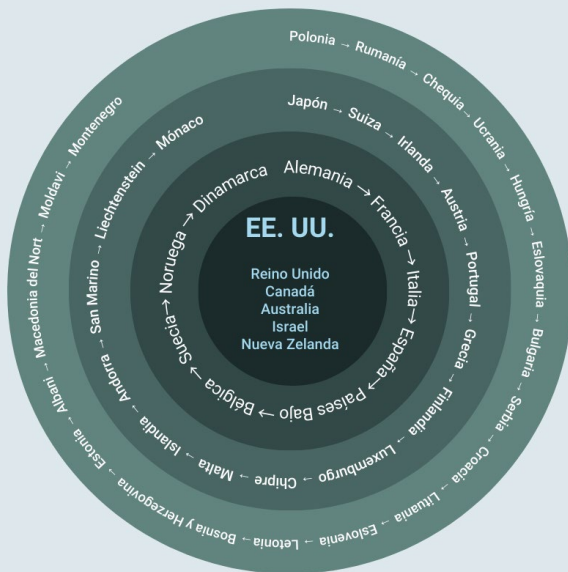 EE. UU.
Reino Unido
Canadá
Australia
Israel
Nueva Zelanda
Alemania → Francia → Italia → España → Países Bajo → Bélgica → Suecia → Noruega → Dinamarca
Japón → Suiza → Irlanda → Austria → Portugal → Grecia → Finlandia → Luxemburgo → Chipre → Malta → Islandia → Andorra → San Marino → Liechtenstein → Mónaco
Polonia → Rumanía → Chequia → Ucrania → Hungría → Eslovaquia → Bulgaria → Serbia → Croacia → Lituania → Eslovenia → Letonia → Bosnia y Herzegovina → Estonia → Albani → Macedonia del Nort → Moldavi → Montenegro